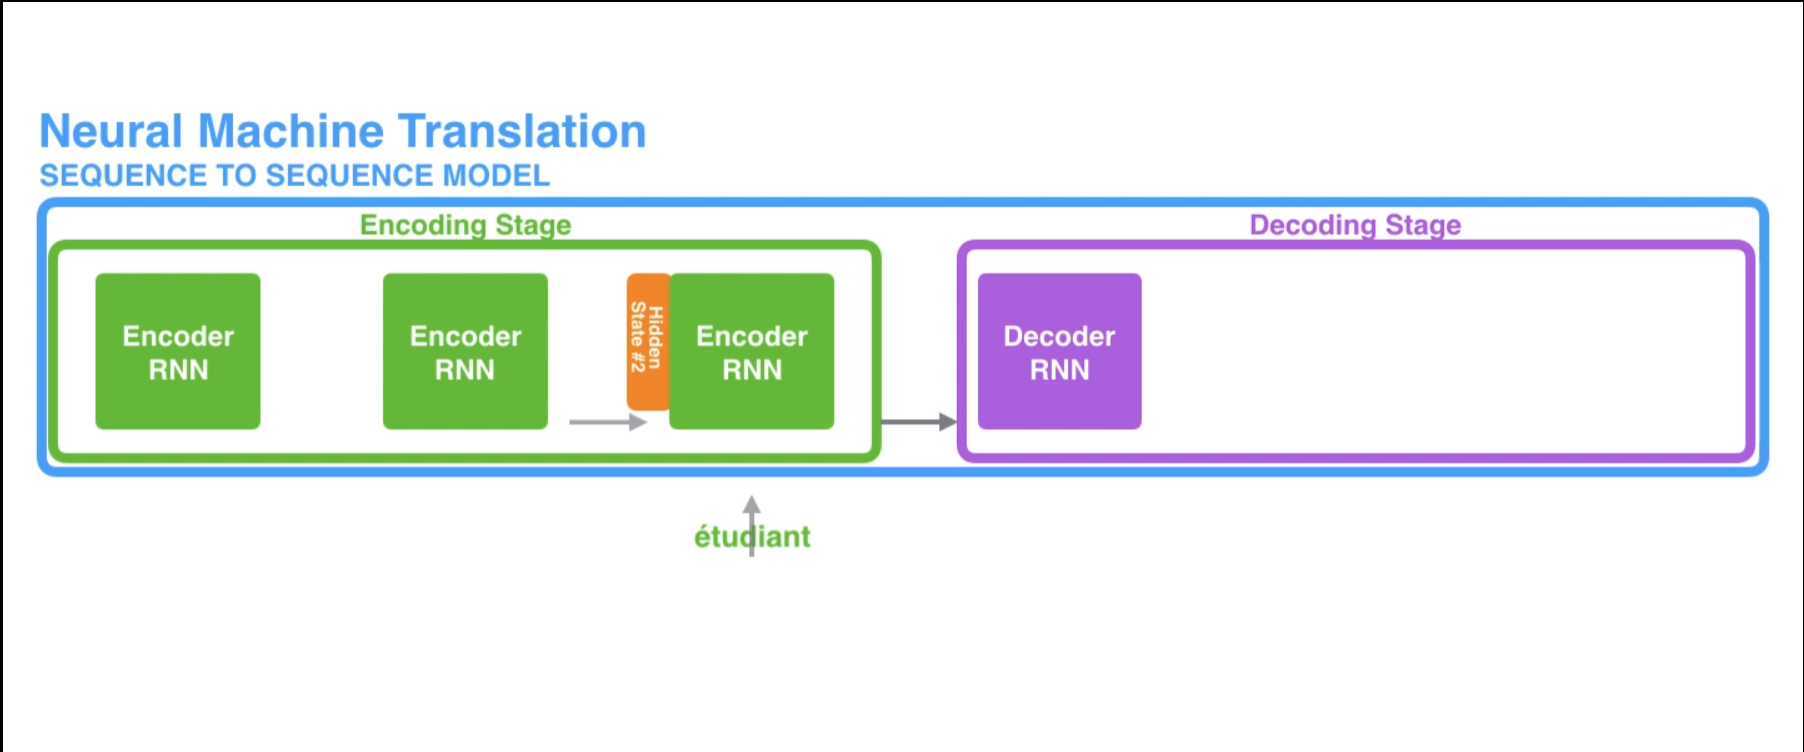 Neural Machine Translation
SEQUENCE TO SEQUENCE MODEL
Encoding Stage
Decoding Stage
Encoder
RNN
Encoder
RNN
Hidden
State #2
Encoder
RNN
Decoder
RNN
étudiant